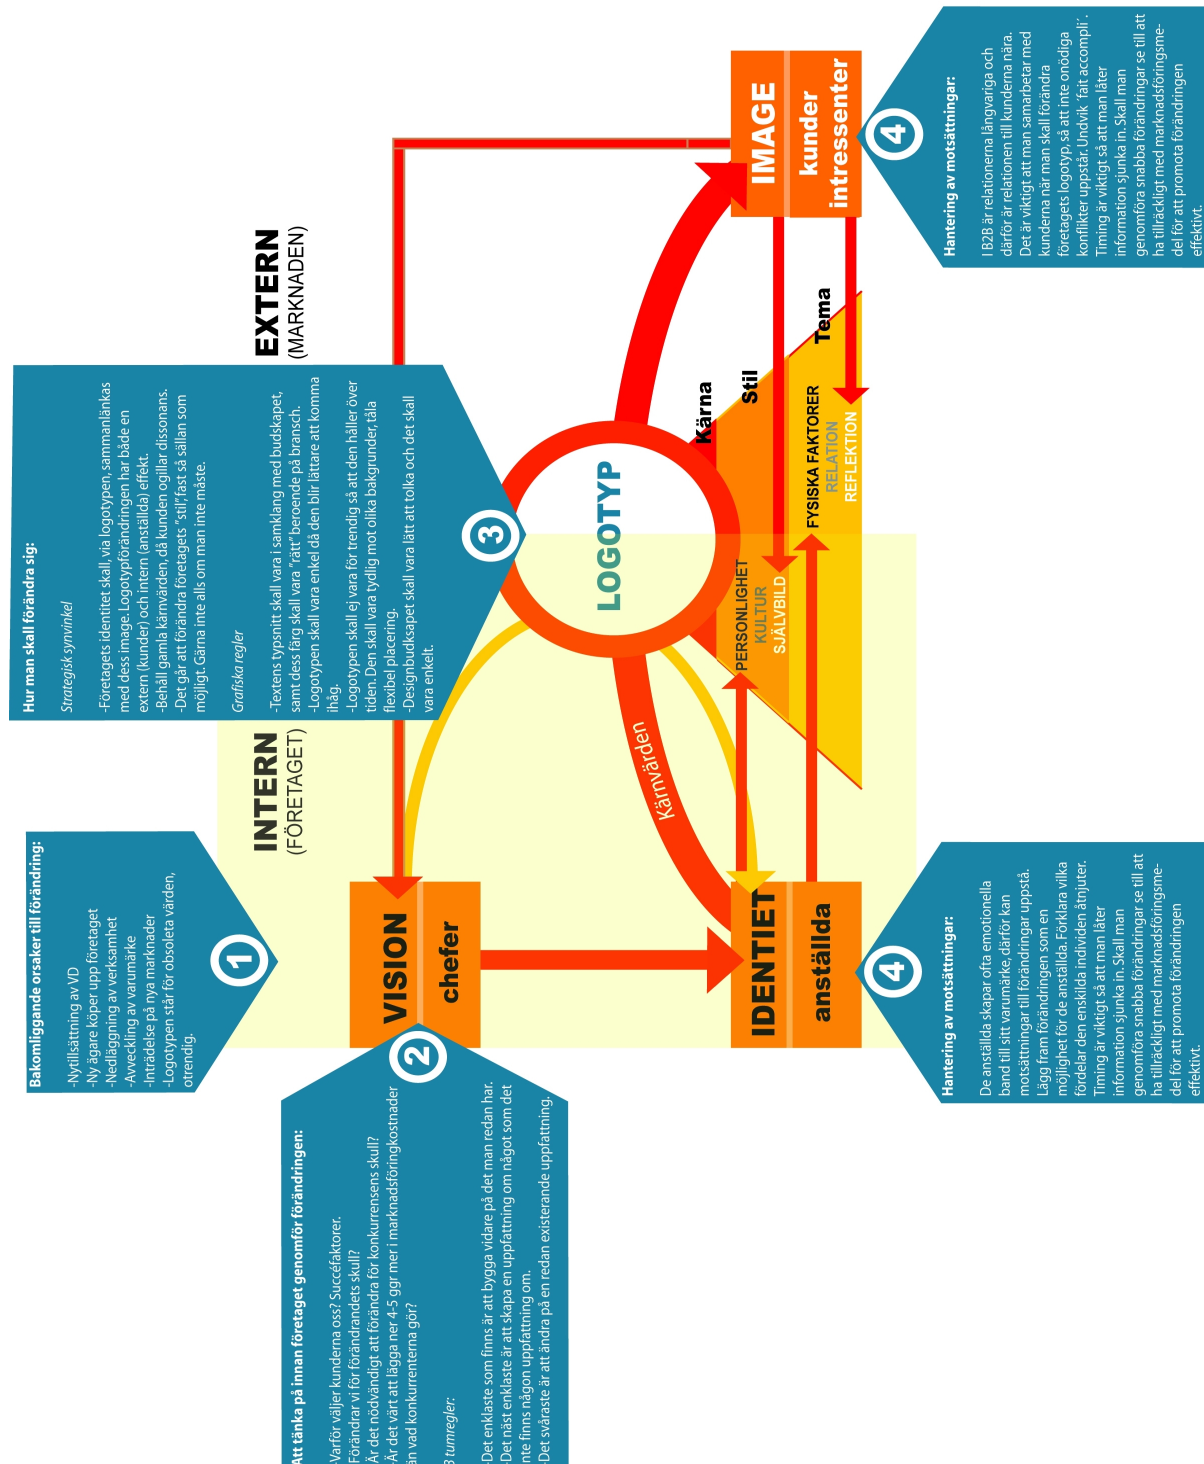 Bakomliggande orsaker till förändring:
-Nytillsättning av VD
-Ny ägare köper upp företaget
-Nedläggning av verksamhet
-Avveckling av varumärke
-Inträdelse på nya marknader
-Logotypen står för obsoleta värden,
otrendig.
1
Att tänka på innan företaget genomför förändringen:
-Varför väljer kunderna oss? Succéfaktorer.
Förändrar vi för förändrandets skull?
Är det nödvändigt att förändra för konkurrensens skull?
-Är det värt att lägga ner 4-5 ggr mer i marknadsföringkostnader
än vad konkurrenterna gör?
3 tumregler:
-Det enklaste som finns är att bygga vidare på det man redan har.
-Det näst enklaste är att skapa en uppfattning om något som det
nte finns någon uppfattning om.
-Det svåraste är att ändra på en redan existerande uppfattning.
2
Hur man skall förändra sig:
Strategisk synvinkel
-Företagets identitet skall, via logotypen, sammanlänkas
med dess image. Logotypförändringen har både en
extern (kunder) och intern (anställda) effekt.
-Behåll gamla kärnvärden, då kunden ogillar dissonans.
-Det går att förändra företagets "stil", fast så sällan som
möjligt. Gärna inte alls om man inte måste.
Grafiska regler
-Textens typsnitt skall vara i samklang med budskapet,
samt dess färg skall vara "rätt" beroende på bransch.
-Logotypen skall vara enkel då den blir lättare att komma
ihåg.
-Logotypen skall ej vara för trendig så att den håller över
tiden. Den skall vara tydlig mot olika bakgrunder, tåla
flexibel placering.
-Designbudksapet skall vara lätt att tolka och det skall
vara enkelt.
3
INTERN
(FÖRETAGET)
EXTERN
(MARKNADEN)
VISION
chefer
LOGOTYP
Kärnvärden
Kärna
Stil
Tema
PERSONLIGHET
KULTUR
SJÄLVBILD
FYSISKA FAKTORER
RELATION
REFLEKTION
IDENTIET
anställda
IMAGE
kunder
intressenter
4
Hantering av motsättningar:
De anställda skapar ofta emotionella
band till sitt varumärke, därför kan
motsättningar till förändringar uppstå.
Lägg fram förändringen som en
möjlighet för de anställda. Förklara vilka
fördelar den enskilda individen åtnjuter.
Timing är viktigt så att man låter
information sjunka in. Skall man
genomföra snabba förändringar se till att
ha tillräckligt med marknadsföringsme-
del för att promota förändringen
effektivt.
4
Hantering av motsättningar:
I B2B är relationerna långvariga och
därför är relationen till kunderna nära.
Det är viktigt att man samarbetar med
kunderna när man skall förändra
företagets logotyp, så att inte onödiga
konflikter uppstår. Undvik ´fait accompli´.
Timing är viktigt så att man låter
information sjunka in. Skall man
genomföra snabba förändringar se till att
ha tillräckligt med marknadsföringsme-
del för att promota förändringen
effektivt.